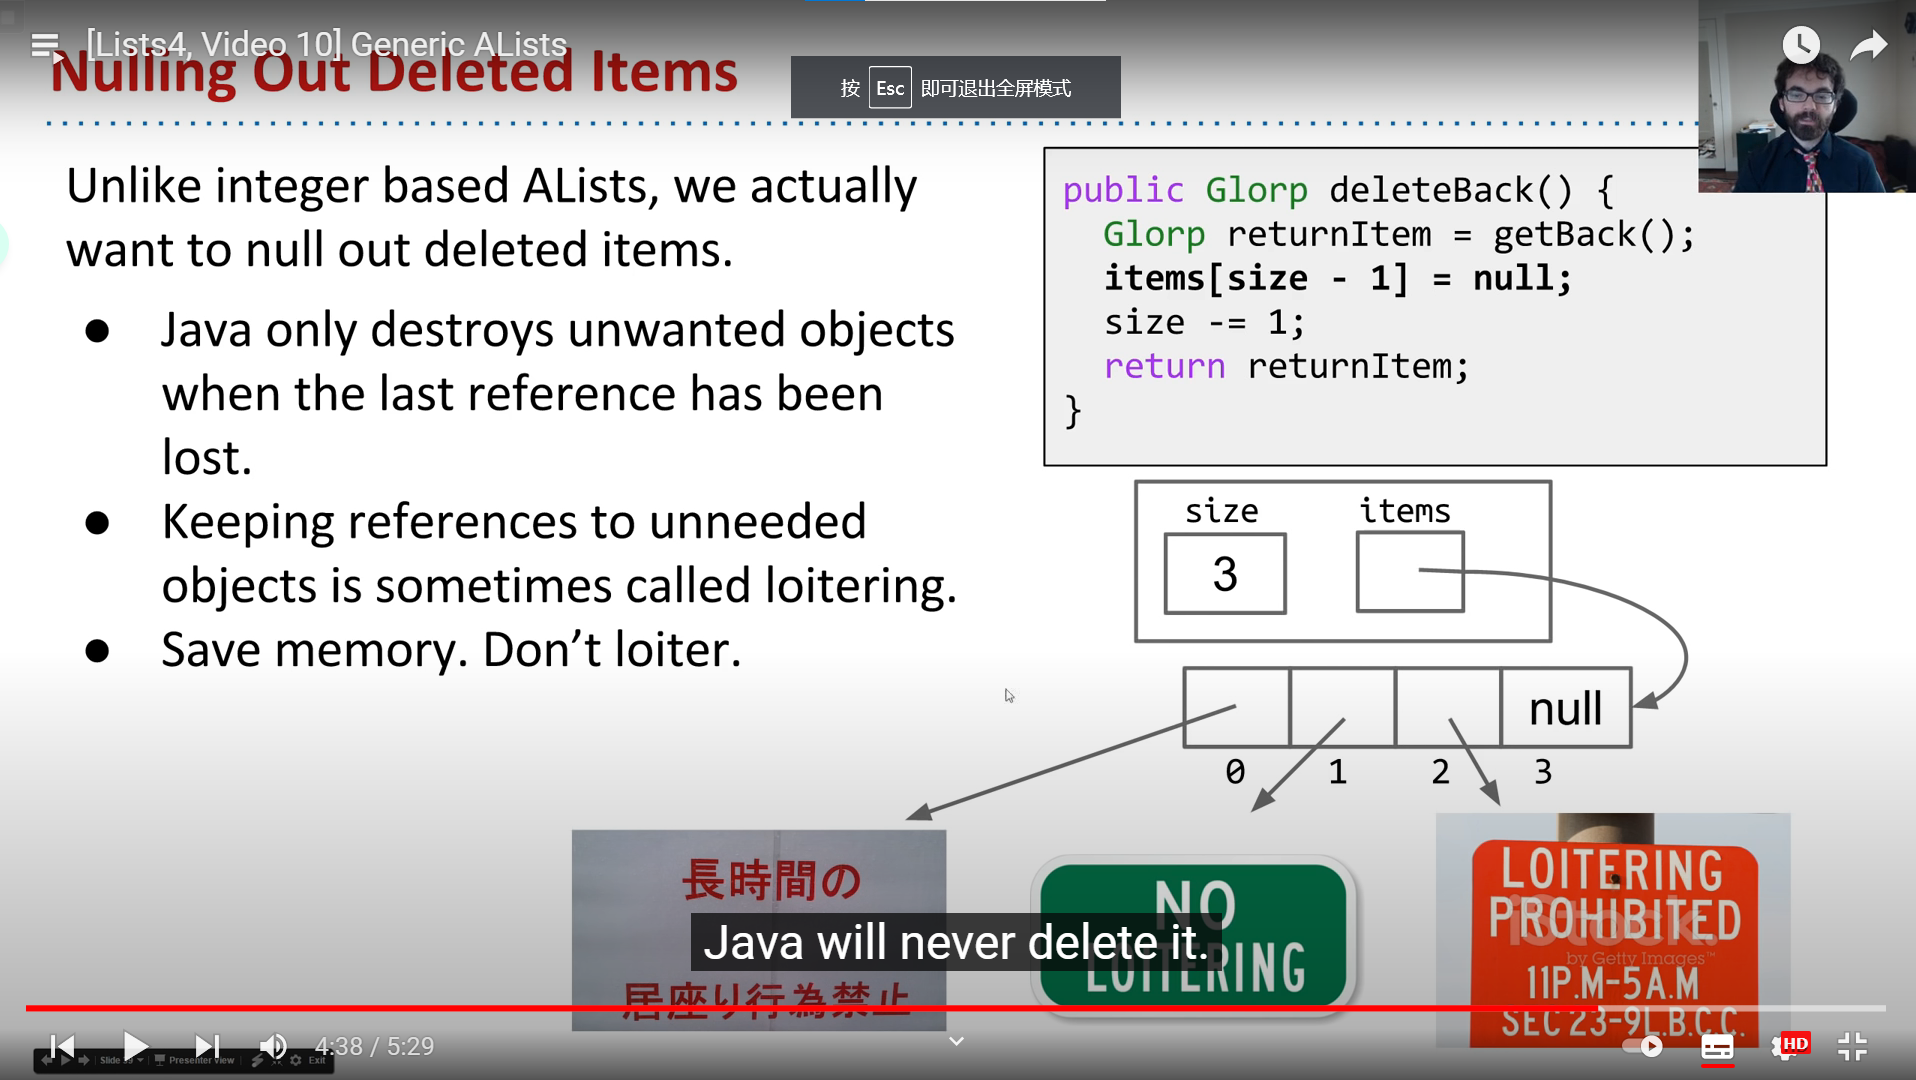 [Lists4, Video 10] Generic ALists
Nulling Out Deleted Items
按 Esc 即可退出全屏模式
Unlike integer based ALists, we actually
want to null out deleted items.
● Java only destroys unwanted objects
when the last reference has been
lost.
● Keeping references to unneeded
objects is sometimes called loitering.
● Save memory. Don’t loiter.
public Glorp deleteBack() {
Glorp returnItem = getBack();
items[size - 1] = null;
size -= 1;
return returnItem;
}
size items
3
null
0 1 2 3
長時間の
居座り行為禁止
NO
LOITERING
LOITERING
PROHIBITED
iStock.
by Getty Images™
11P.M-5A.M
SEC 23-9L.B.C.C.
Java will never delete it.
4:38 / 5:29
HD
Presenter View
Exit